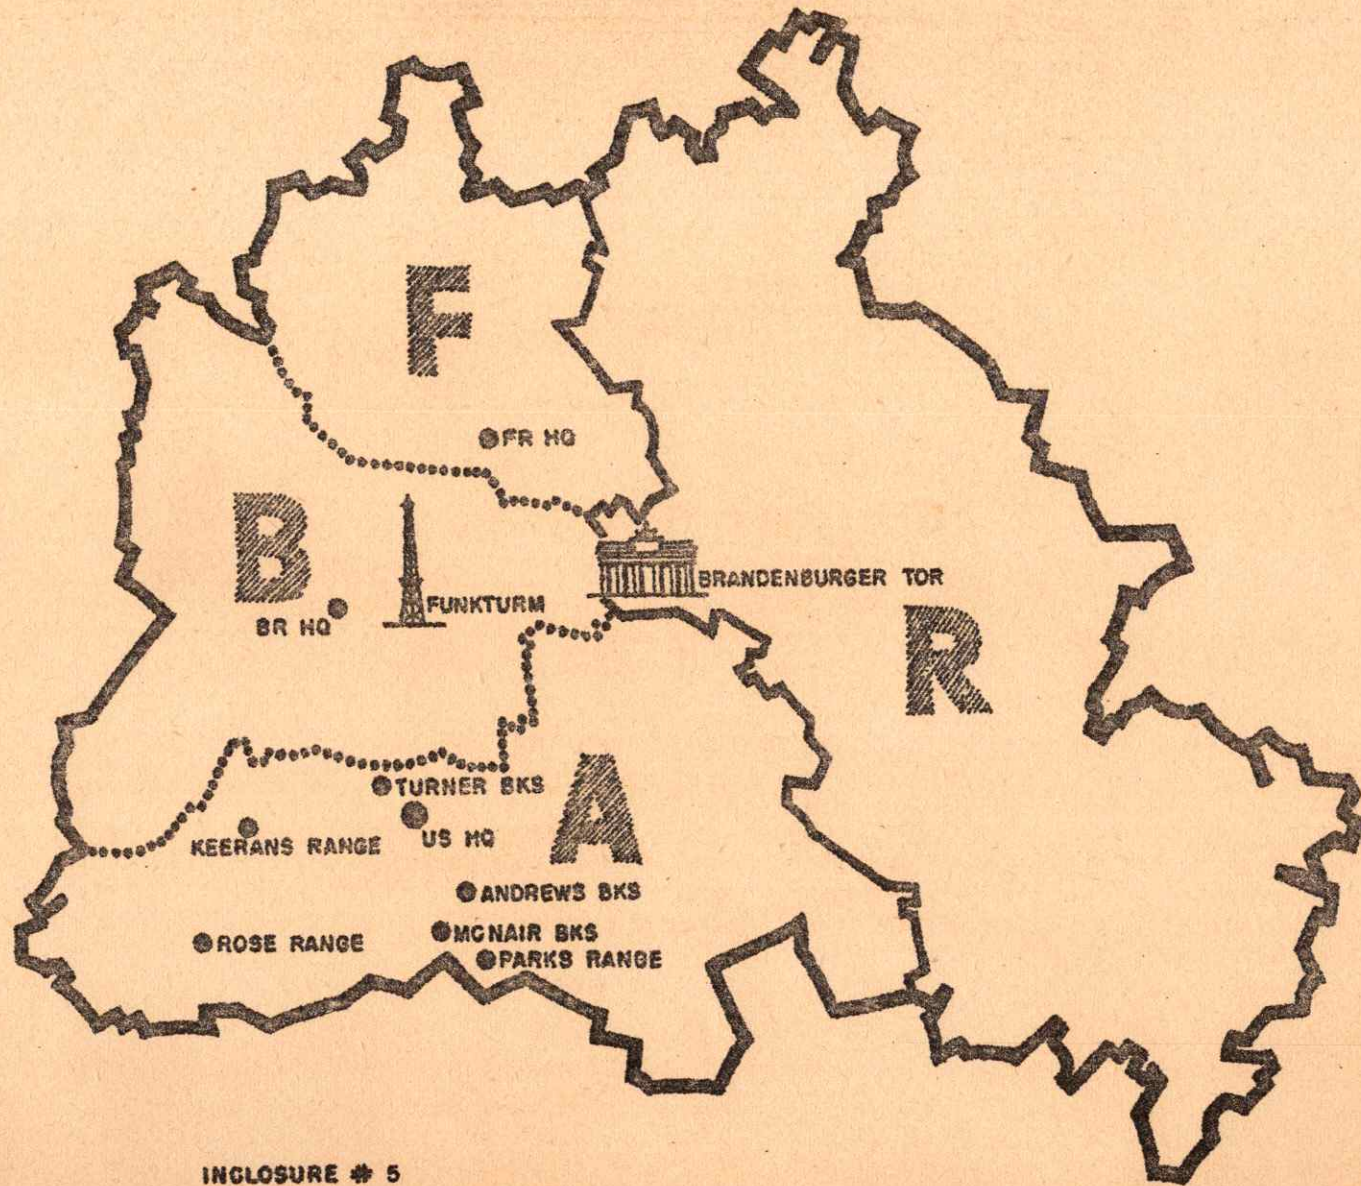 F
FR HQ
B
BRANDENBURGER TOR
FUNKTURM
BR HQ
R
A
TURNER BKS
KEERANS RANGE
US HQ
ANDREWS BKS
MCNAIR BKS
ROSE RANGE
PARKS RANGE
INCLOSURE # 5